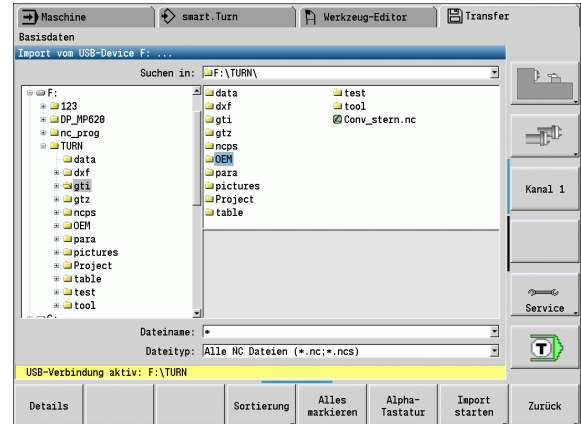 Maschine
smart.Turn
Werkzeug-Editor
Transfer
Basisdaten
Import vom USB-Device F: ...
Suchen in: F:\TURN\
F:
123
DP_MP620
nc_prog
TURN
data
dxf
gti
gtz
ncps
OEM
para
pictures
Project
table
test
tool
data
dxf
gti
gtz
ncps
OEM
para
pictures
Project
table
test
tool
Conv_stern.nc
Kanal 1
Service
Dateiname: *
Dateityp: Alle NC Dateien (*.nc;*.ncs)
USB-Verbindung aktiv: F:\TURN
T
Details
Sortierung
Alles
markieren
Alpha-
Tastatur
Import
starten
Zurück